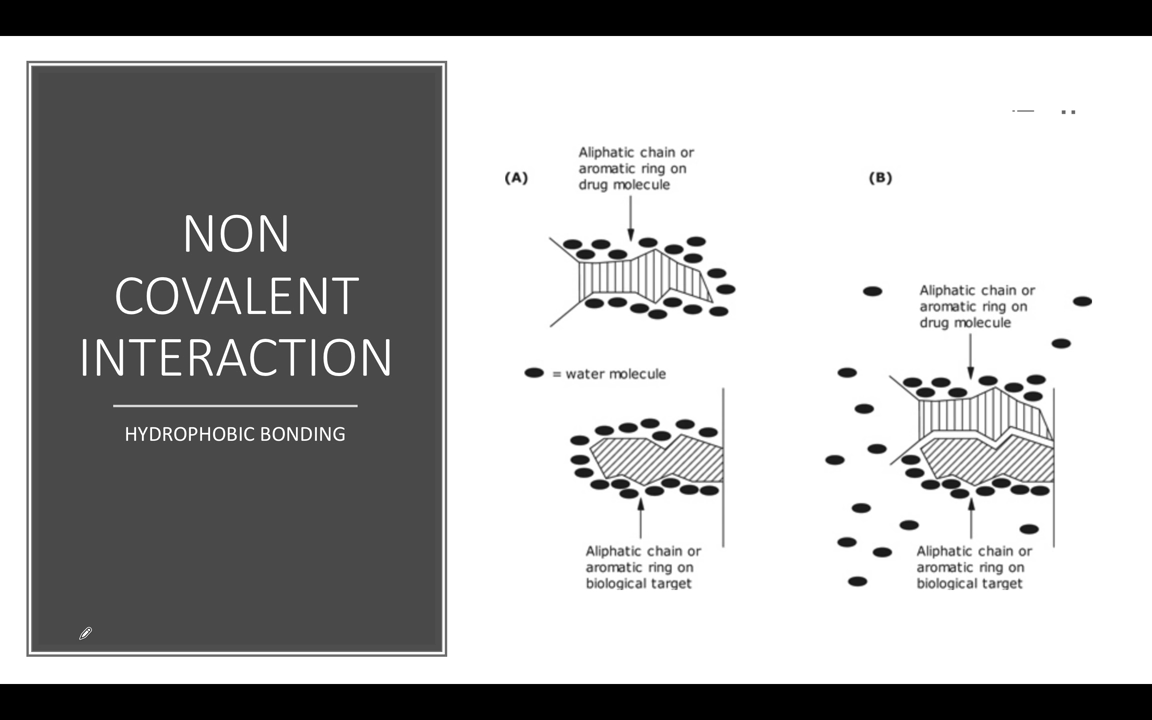 NON
COVALENT
INTERACTION
HYDROPHOBIC BONDING
(A)
Aliphatic chain or
aromatic ring on
drug molecule
= water molecule
Aliphatic chain or
aromatic ring on
biological target
(B)
Aliphatic chain or
aromatic ring on
drug molecule
Aliphatic chain or
aromatic ring on
biological target